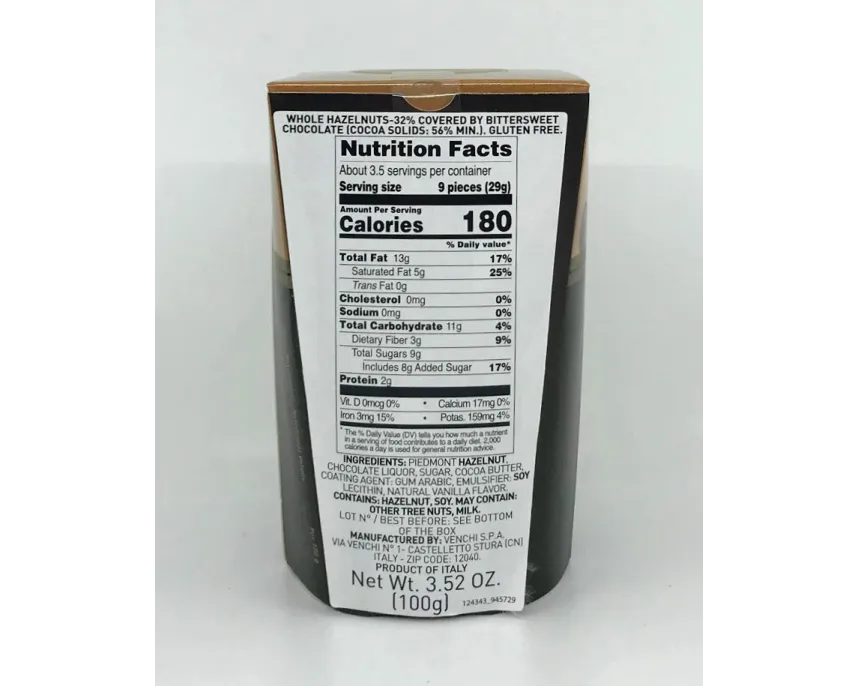 WHOLE HAZELNUTS-32% COVERED BY BITTERSWEET
CHOCOLATE (COCOA SOLIDS: 56% MIN.). GLUTEN FREE.
Nutrition Facts
About 3.5 servings per container
Serving size 9 pieces (29g)
Amount Per Serving
Calories 180
% Daily value*
Total Fat 13g 17%
Saturated Fat 5g 25%
Trans Fat 0g
Cholesterol 0mg 0%
Sodium 0mg 0%
Total Carbohydrate 11g 4%
Dietary Fiber 3g 9%
Total Sugars 9g
Includes 8g Added Sugar 17%
Protein 2g
Vit. D 0mcg 0% • Calcium 17mg 0%
Iron 3mg 15% • Potas. 159mg 4%
* The % Daily Value (DV) tells you how much a nutrient
in a serving of food contributes to a daily diet. 2,000
calories a day is used for general nutrition advice.
INGREDIENTS: PIEDMONT HAZELNUT,
CHOCOLATE LIQUOR, SUGAR, COCOA BUTTER,
COATING AGENT: GUM ARABIC, EMULSIFIER: SOY
LECITHIN, NATURAL VANILLA FLAVOR.
CONTAINS: HAZELNUT, SOY. MAY CONTAIN:
OTHER TREE NUTS, MILK.
LOT N° / BEST BEFORE: SEE BOTTOM
OF THE BOX
MANUFACTURED BY: VENCHI S.P.A.
VIA VENCHI N° 1- CASTELLETTO STURA (CN)
ITALY - ZIP CODE: 12040.
PRODUCT OF ITALY
Net Wt. 3.52 OZ.
(100g) 124343_945729